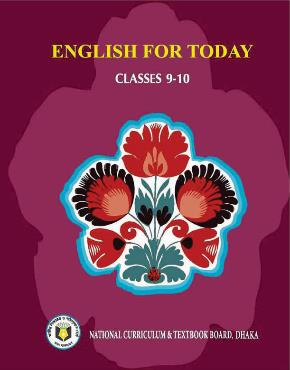 ENGLISH FOR TODAY
CLASSES 9-10
NATIONAL CURRICULUM & TEXTBOOK BOARD, DHAKA